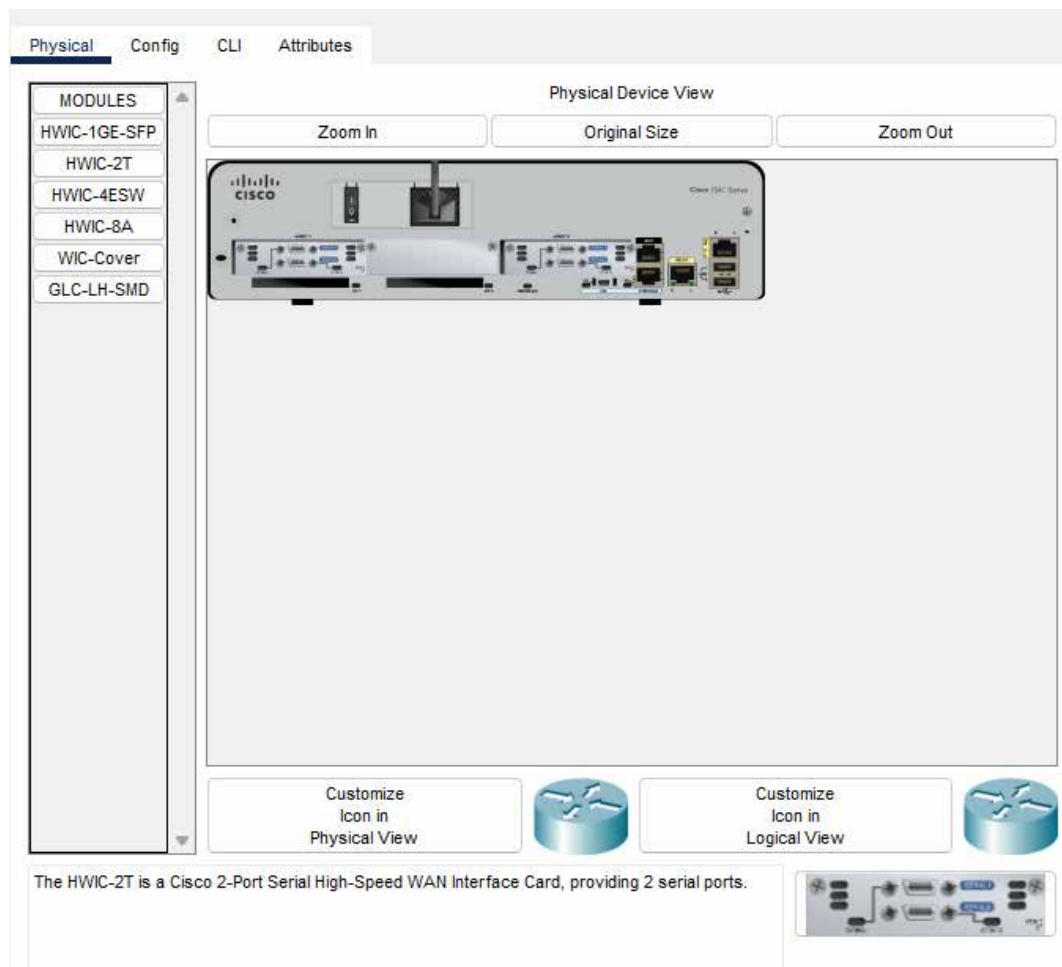 Physical Config CLI Attributes
MODULES
HWIC-1GE-SFP
HWIC-2T
HWIC-4ESW
HWIC-8A
WIC-Cover
GLC-LH-SMD
Physical Device View
Zoom In Original Size Zoom Out
CISCO
Customize
Icon in
Physical View
Customize
Icon in
Logical View
The HWIC-2T is a Cisco 2-Port Serial High-Speed WAN Interface Card, providing 2 serial ports.